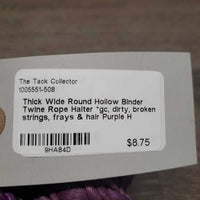 The Tack Collector
1005551-508
Thick Wide Round Hollow Binder
Twine Rope Halter *gc, dirty, broken
strings, frays & hair Purple H
$8.75
9HA84D